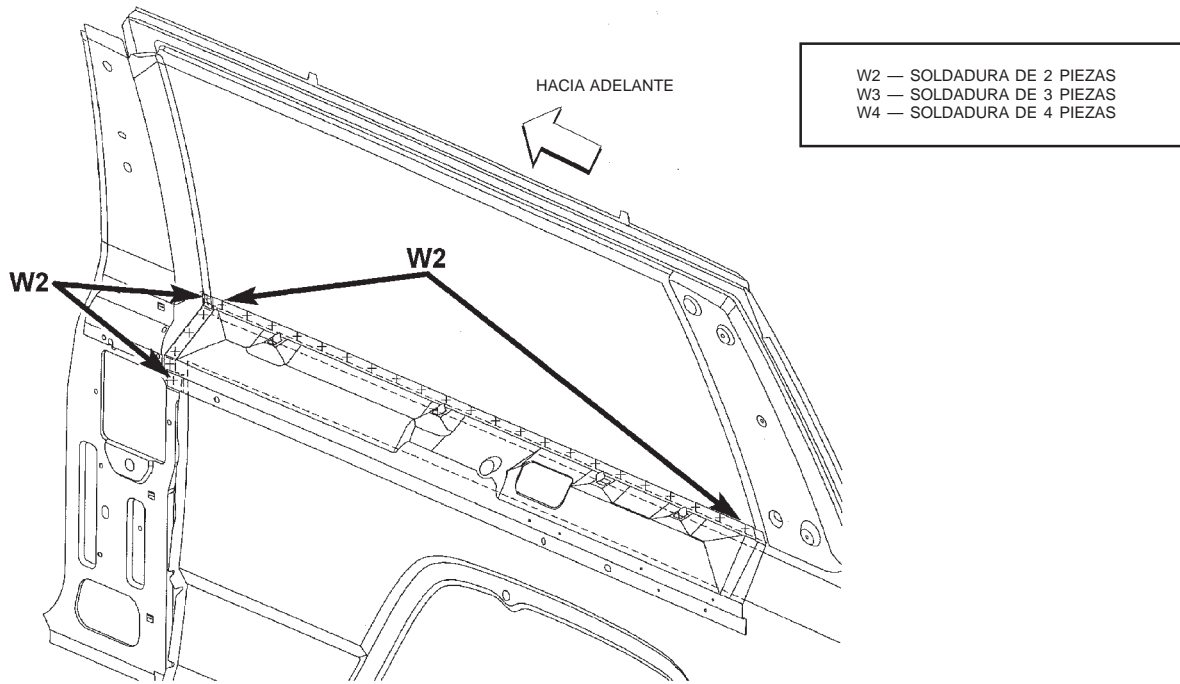 HACIA ADELANTE
W2 — SOLDADURA DE 2 PIEZAS
W3 — SOLDADURA DE 3 PIEZAS
W4 — SOLDADURA DE 4 PIEZAS
W2
W2